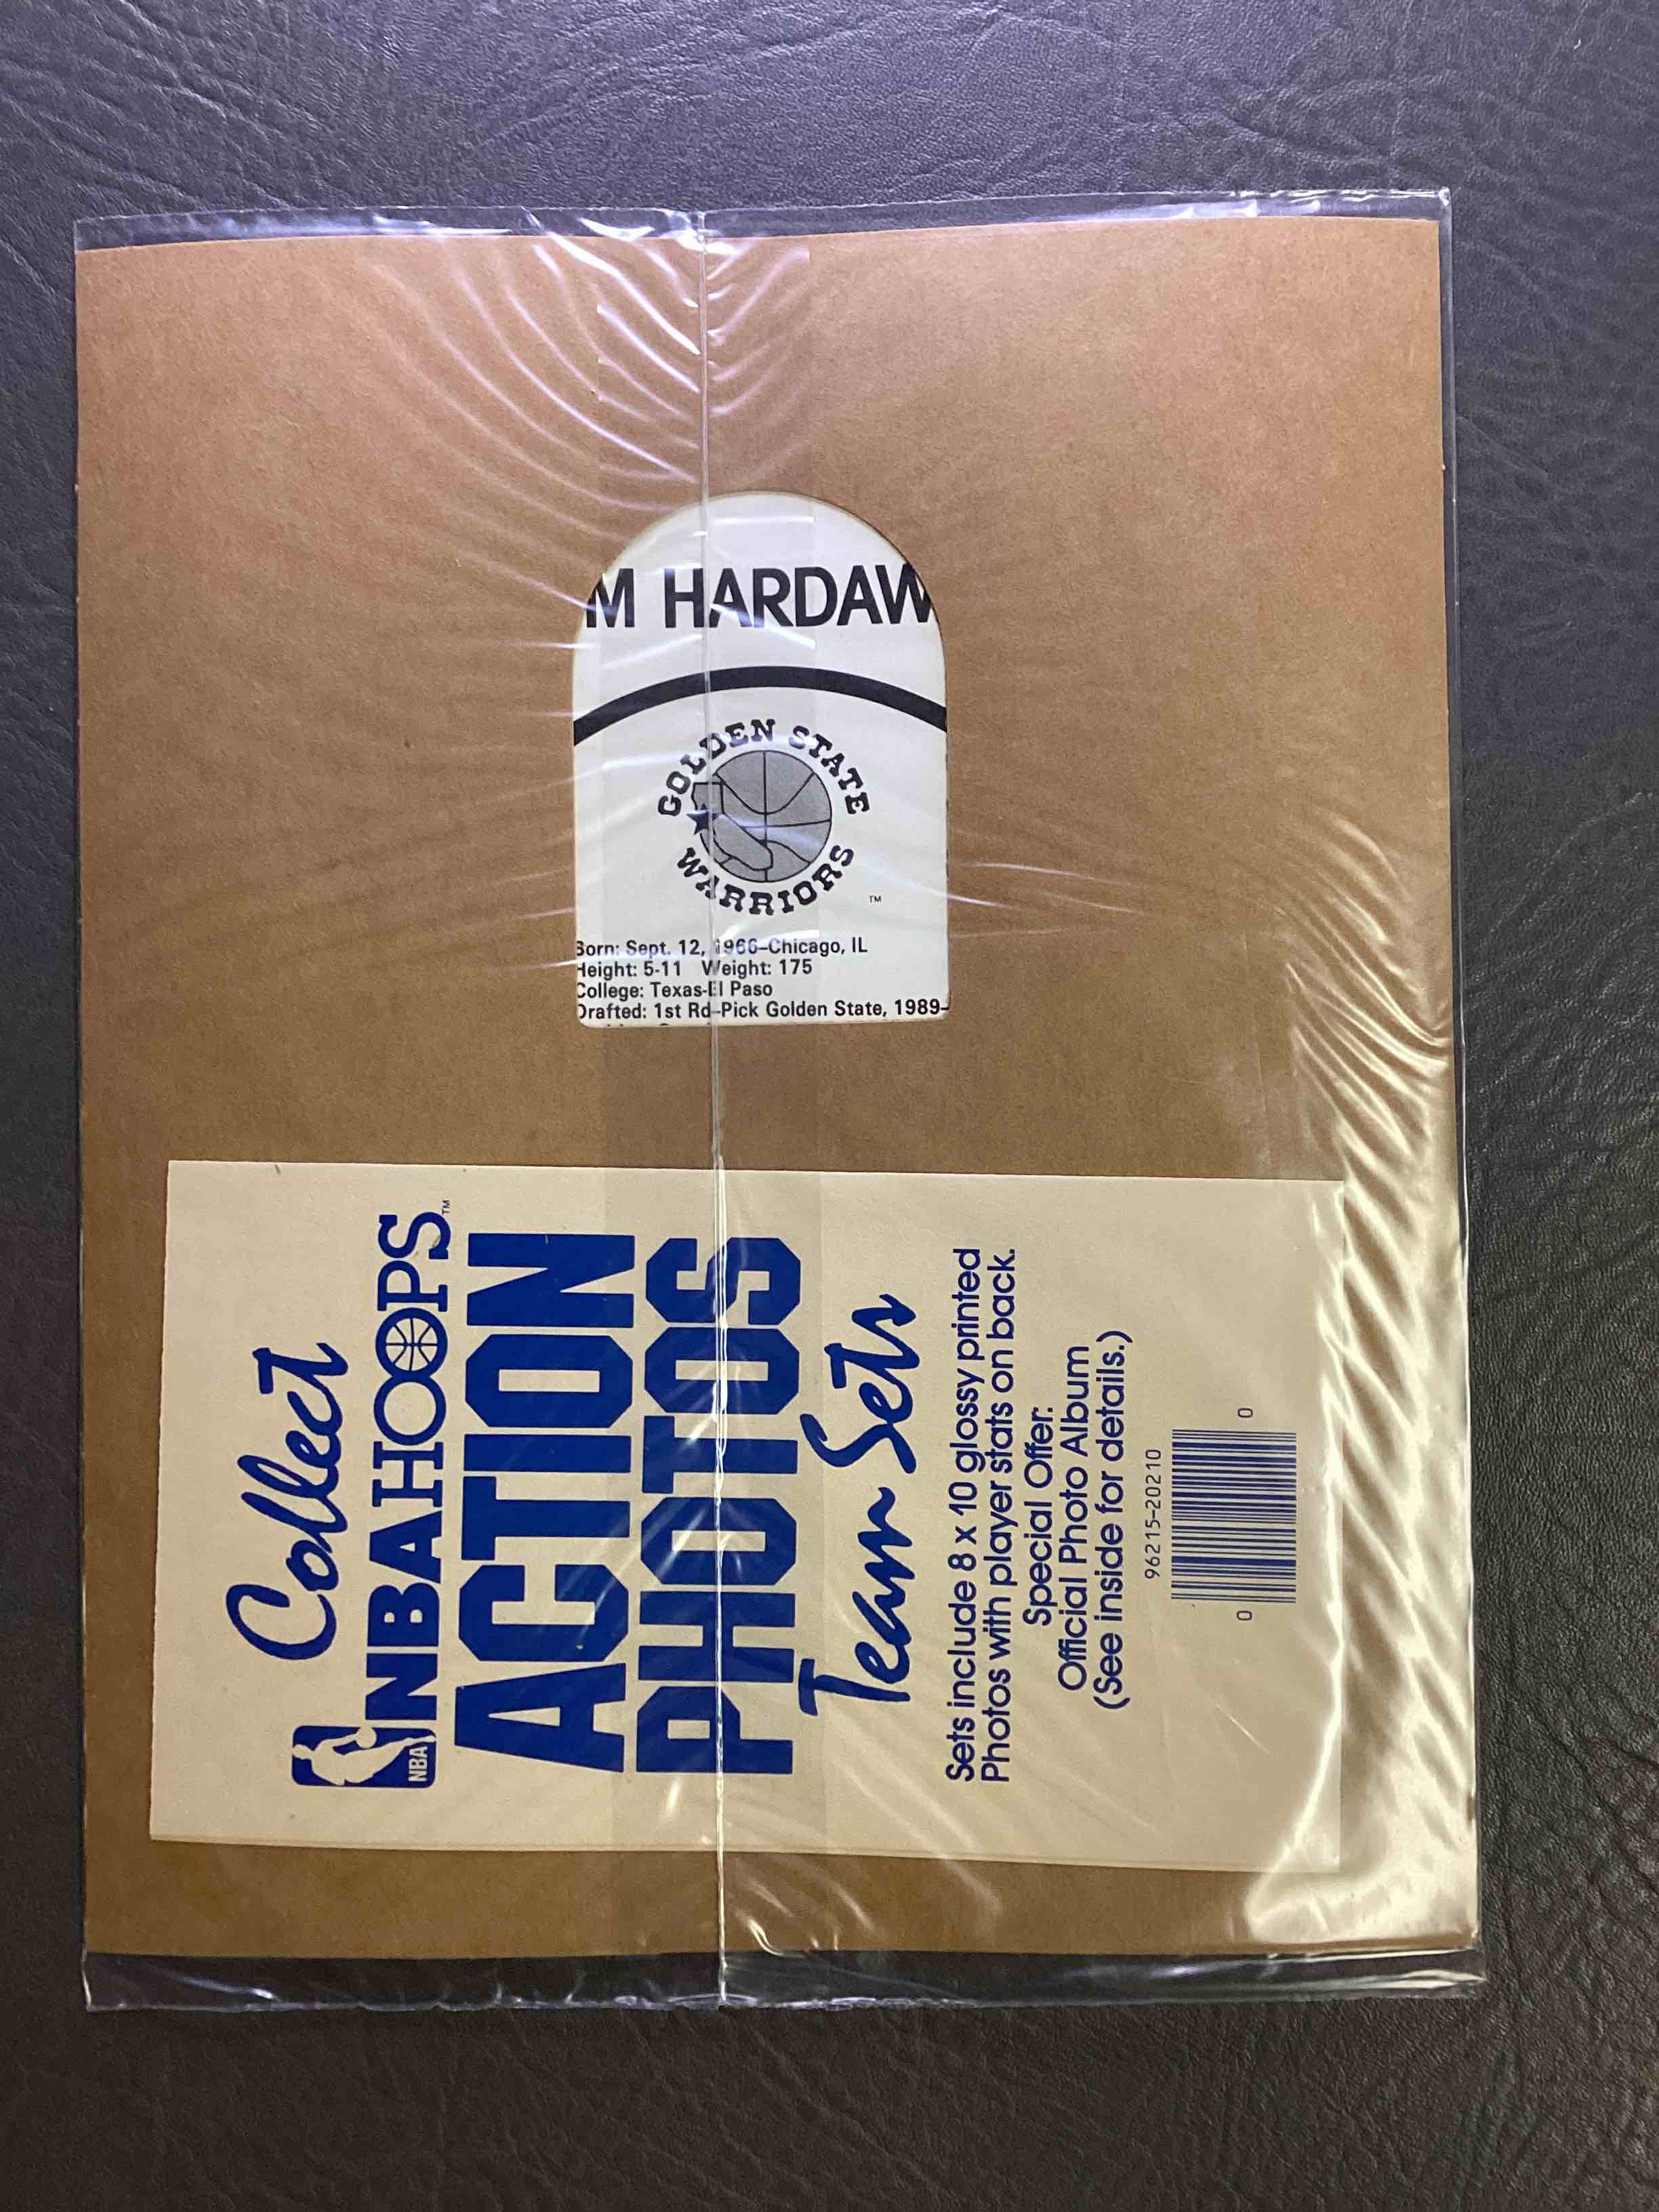 M HARDAW
GOLDEN STATE
WARRIORS
TM
Born: Sept. 12, 1966-Chicago, IL
Height: 5-11 Weight: 175
College: Texas-El Paso
Drafted: 1st Rd-Pick Golden State, 1989-
Collect
NBA NBAHOOPS TM
ACTION
PHOTOS
Team Sets
Sets include 8 x 10 glossy printed
Photos with player stats on back.
Special Offer:
Official Photo Album
(See inside for details.)
96215-20210
0 0